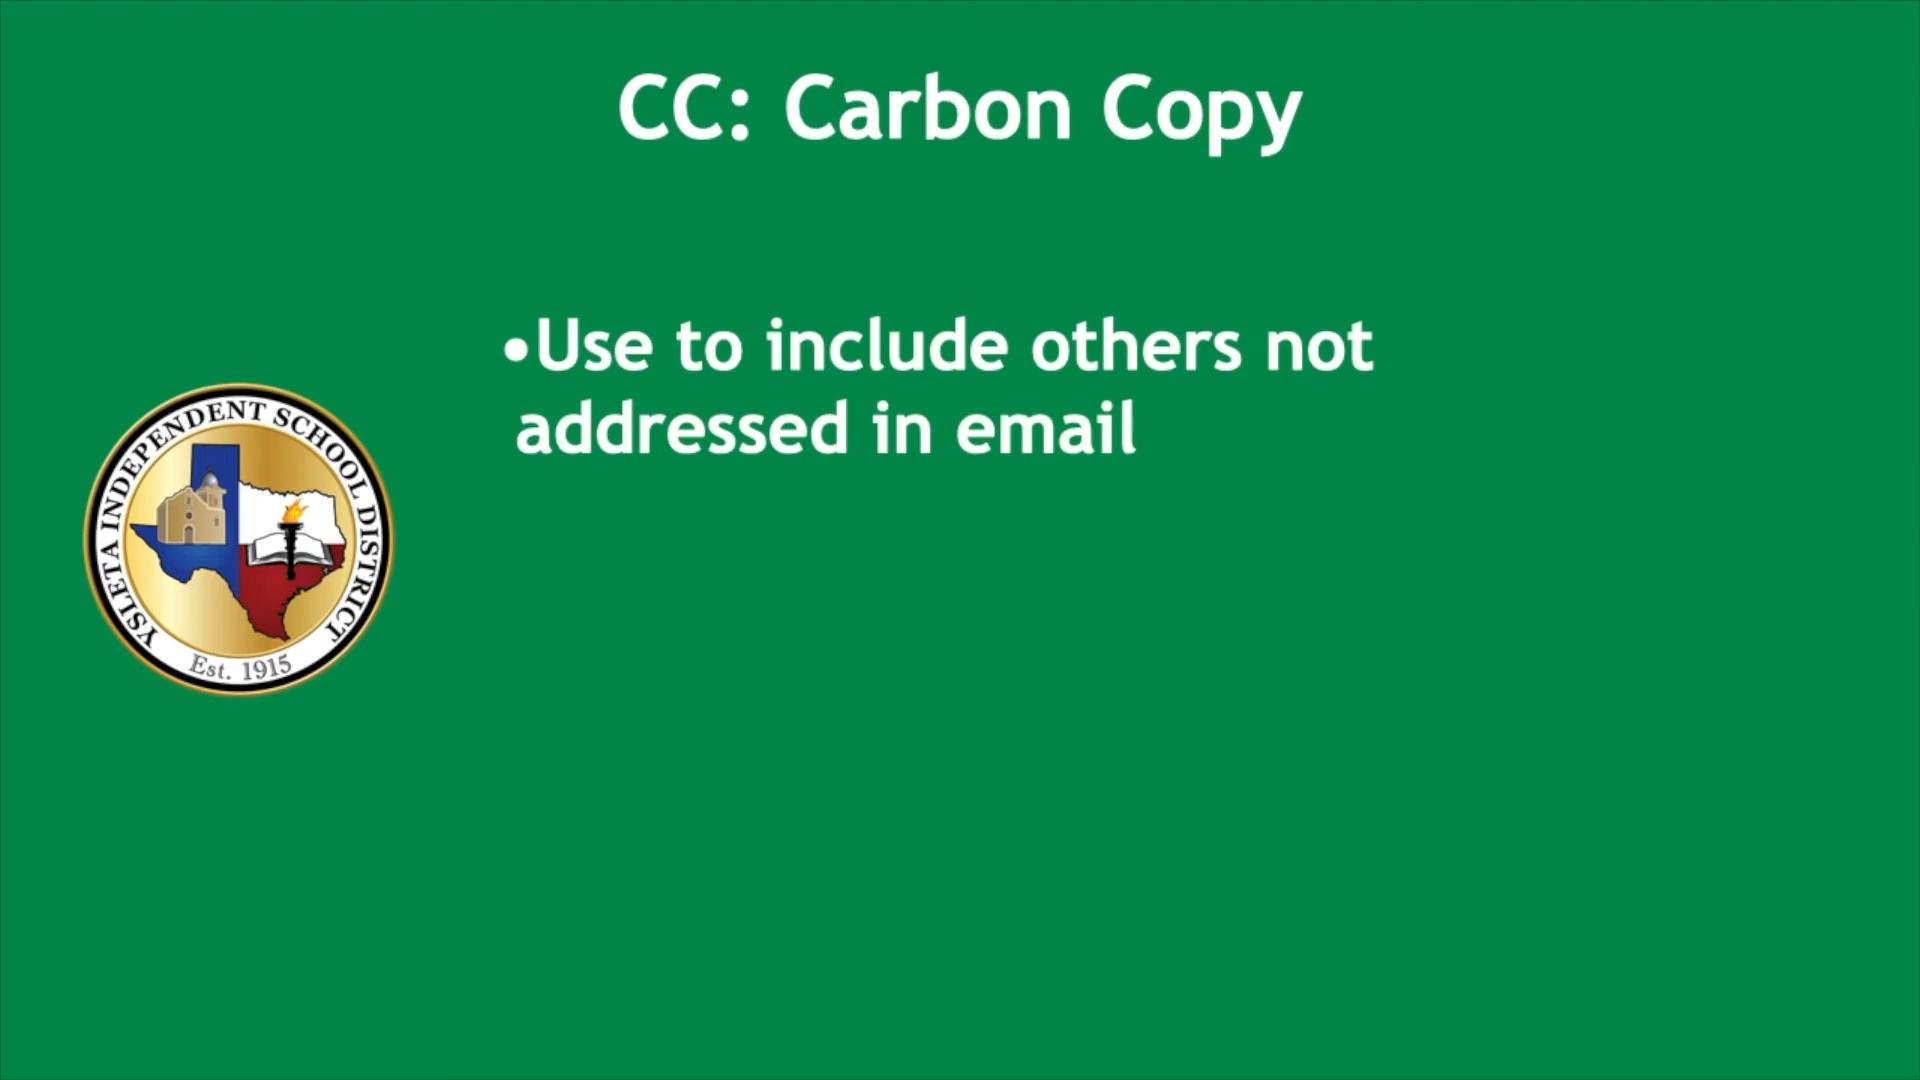 CC: Carbon Copy
•Use to include others not
addressed in email
YSLETA INDEPENDENT SCHOOL DISTRICT
Est. 1915